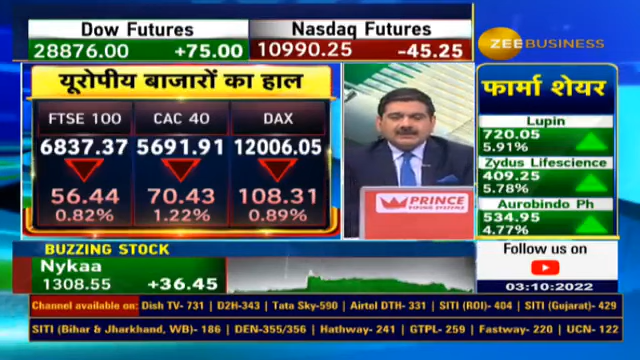 Dow Futures
28876.00 +75.00
Nasdaq Futures
10990.25 -45.25
ZEE BUSINESS
यूरोपीय बाजारों का हाल
FTSE 100
6837.37
56.44
0.82%
CAC 40
5691.91
70.43
1.22%
DAX
12006.05
108.31
0.89%
PRINCE
PIPING SYSTEMS
फार्मा शेयर
Lupin
720.05
5.91%
Zydus Lifescience
409.25
5.78%
Aurobindo Ph
534.95
4.77%
BUZZING STOCK
Nykaa
1308.55 +36.45
Follow us on
03:10:2022
Channel available on: Dish TV- 731 | D2H-343 | Tata Sky-590 | Airtel DTH- 331 | SITI (ROI)- 404 | SITI (Gujarat)- 429
SITI (Bihar & Jharkhand, WB)- 186 | DEN-355/356 | Hathway- 241 | GTPL- 259 | Fastway- 220 | UCN- 122